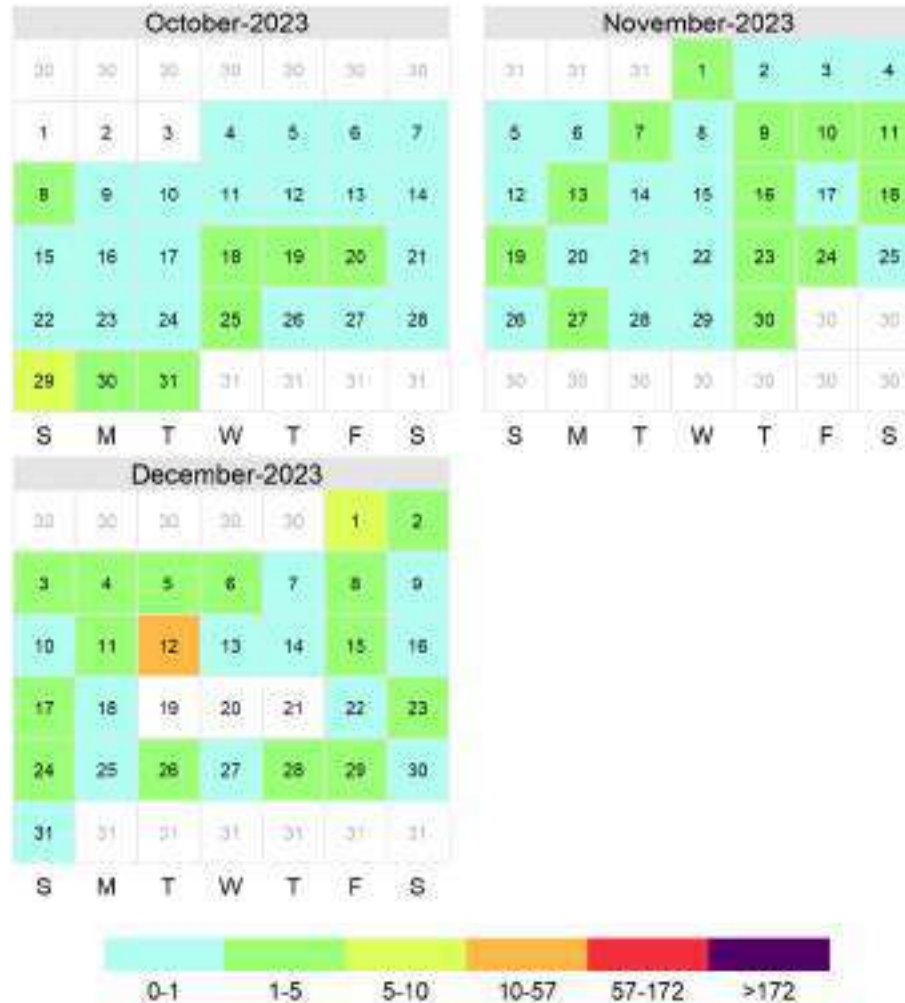 October-2023
30 30 30 30 30 30 30
1 2 3 4 5 6 7
8 9 10 11 12 13 14
15 16 17 18 19 20 21
22 23 24 25 26 27 28
29 30 31 31 31 31 31
S M T W T F S
November-2023
31 31 31 1 2 3 4
5 6 7 8 9 10 11
12 13 14 15 16 17 18
19 20 21 22 23 24 25
26 27 28 29 30 30 30
30 30 30 30 30 30 30
S M T W T F S
December-2023
30 30 30 30 30 1 2
3 4 5 6 7 8 9
10 11 12 13 14 15 16
17 18 19 20 21 22 23
24 25 26 27 28 29 30
31 31 31 31 31 31 31
S M T W T F S
0-1 1-5 5-10 10-57 57-172 >172